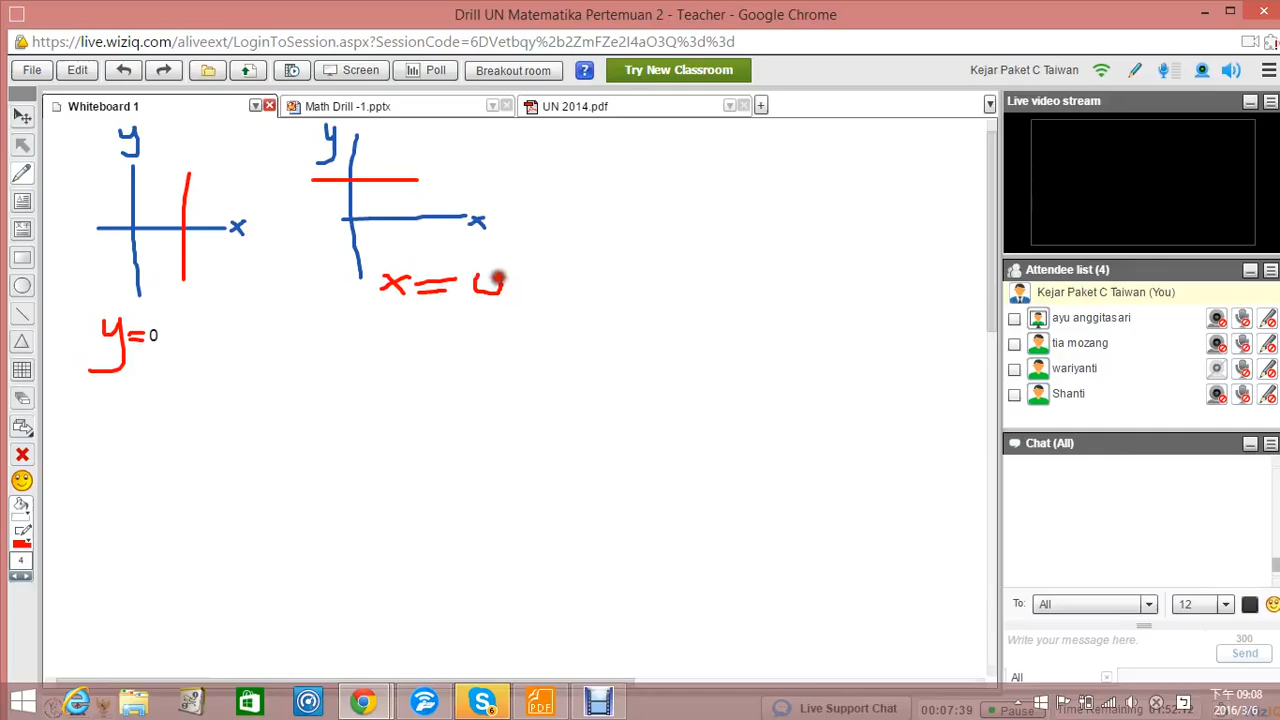 Drill UN Matematika Pertemuan 2 - Teacher - Google Chrome
https://live.wiziq.com/aliveext/LoginToSession.aspx?SessionCode=6DVetbqy%2b2ZmFZe2I4aO3Q%3d%3d
File Edit Screen Poll Breakout room ? Try New Classroom Kejar Paket C Taiwan
Whiteboard 1 Math Drill -1.pptx UN 2014.pdf
Live video stream
y
x
y=0
y
x
x=
Attendee list (4)
Kejar Paket C Taiwan (You)
ayu anggitasari
tia mozang
wariyanti
Shanti
Chat (All)
To: All 12
Write your message here. 300
Send
All
4
Live Support Chat 00:07:39 Pause Time Remaining
下午 09:08
2016/3/6